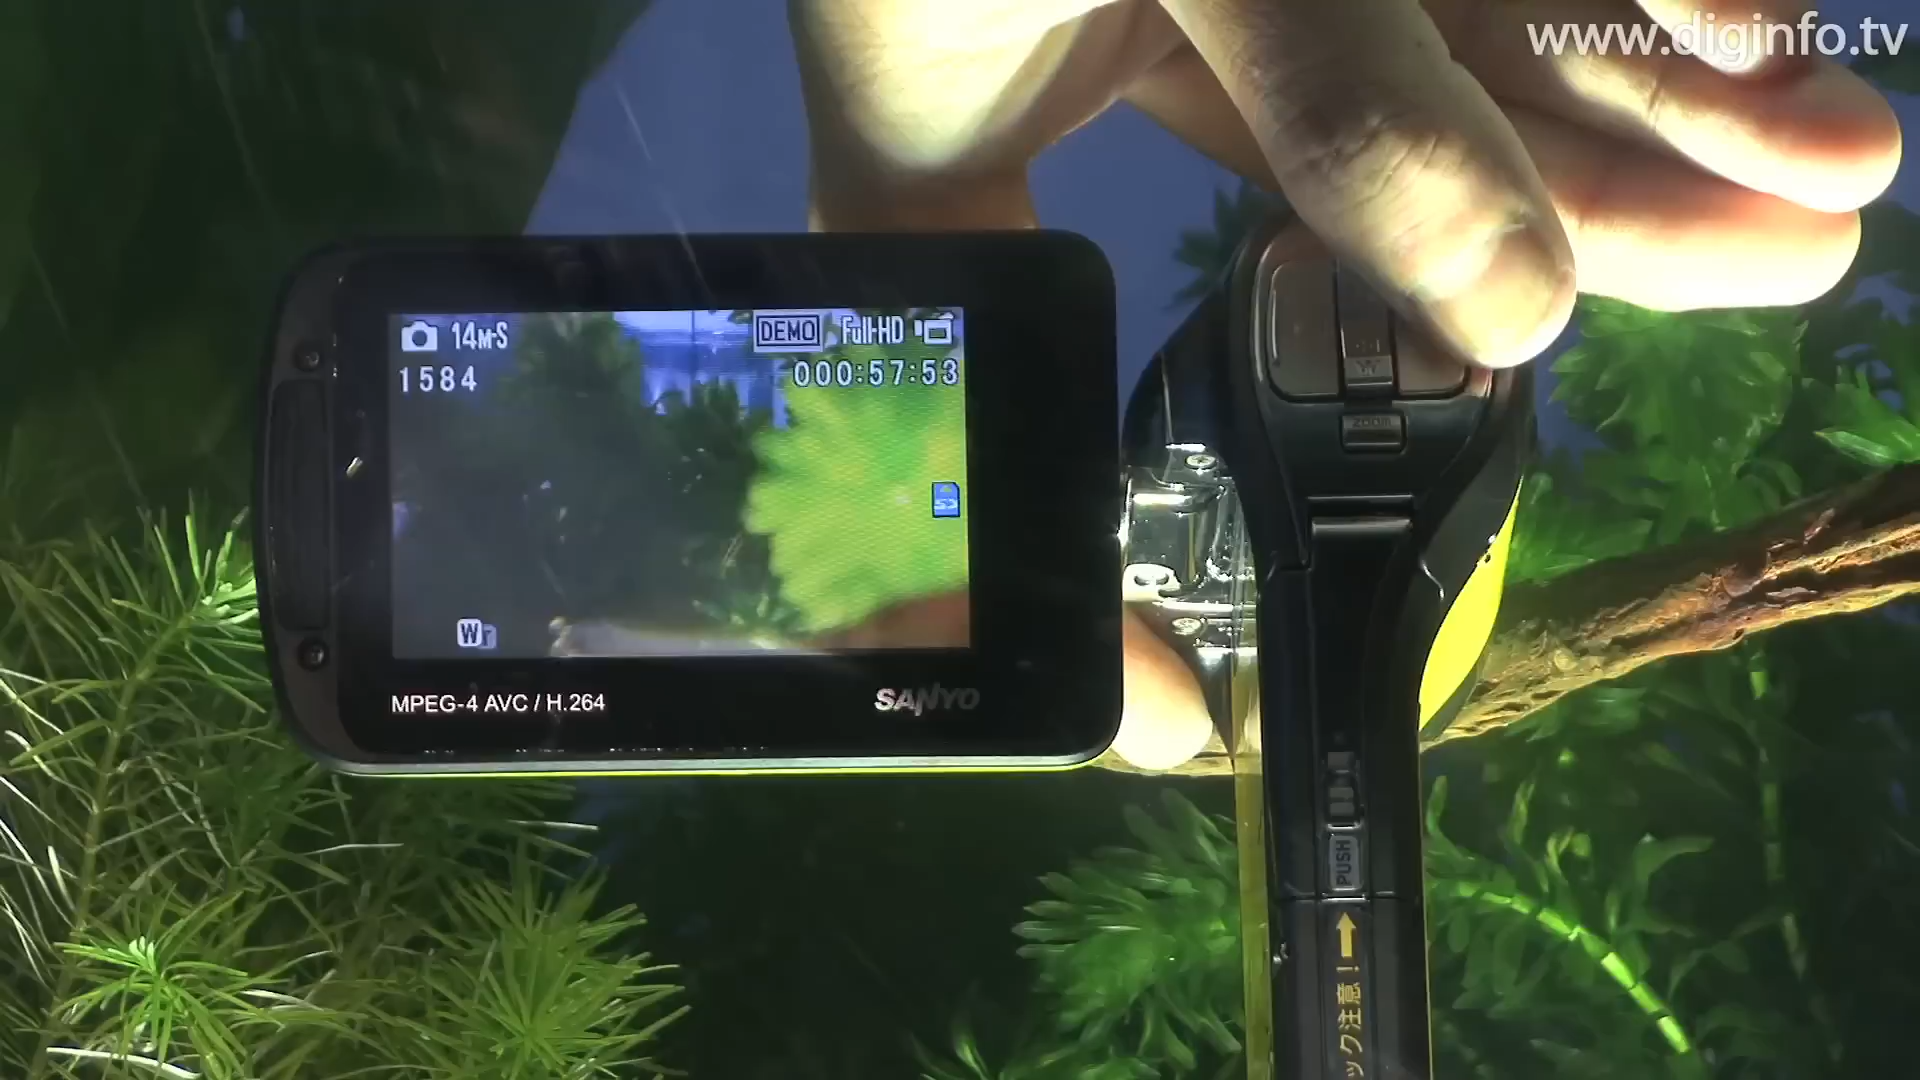 www.diginfo.tv
14M-S
DEMO
Full-HD
1584
000:57:53
W
ZOOM
MPEG-4 AVC / H.264
SANYO
PUSH
ック注意!